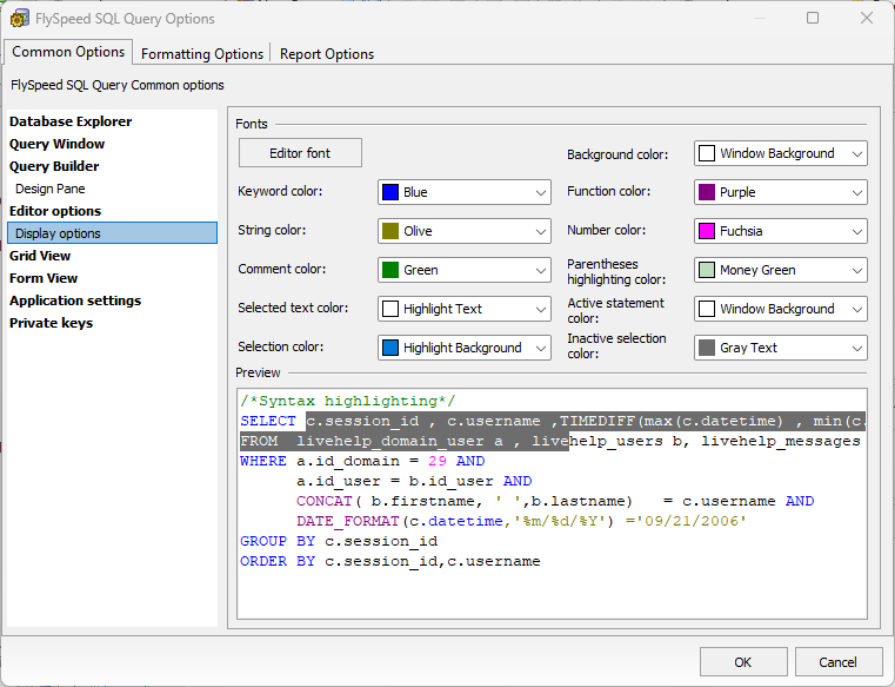 FlySpeed SQL Query Options
Common Options
Formatting Options
Report Options
FlySpeed SQL Query Common options
Database Explorer
Query Window
Query Builder
Design Pane
Editor options
Display options
Grid View
Form View
Application settings
Private keys
Fonts
Editor font
Background color:
Window Background
Keyword color:
Blue
Function color:
Purple
String color:
Olive
Number color:
Fuchsia
Comment color:
Green
Parentheses
highlighting color:
Money Green
Selected text color:
Highlight Text
Active statement
color:
Window Background
Selection color:
Highlight Background
Inactive selection
color:
Gray Text
Preview
/*Syntax highlighting*/
SELECT c.session_id , c.username ,TIMEDIFF(max(c.datetime) , min(c.
FROM  livehelp_domain_user a , livehelp_users b, livehelp_messages
WHERE a.id_domain = 29 AND
      a.id_user = b.id_user AND
      CONCAT( b.firstname, ' ',b.lastname)   = c.username AND
      DATE_FORMAT(c.datetime,'%m/%d/%Y') ='09/21/2006'
GROUP BY c.session_id
ORDER BY c.session_id,c.username
OK
Cancel